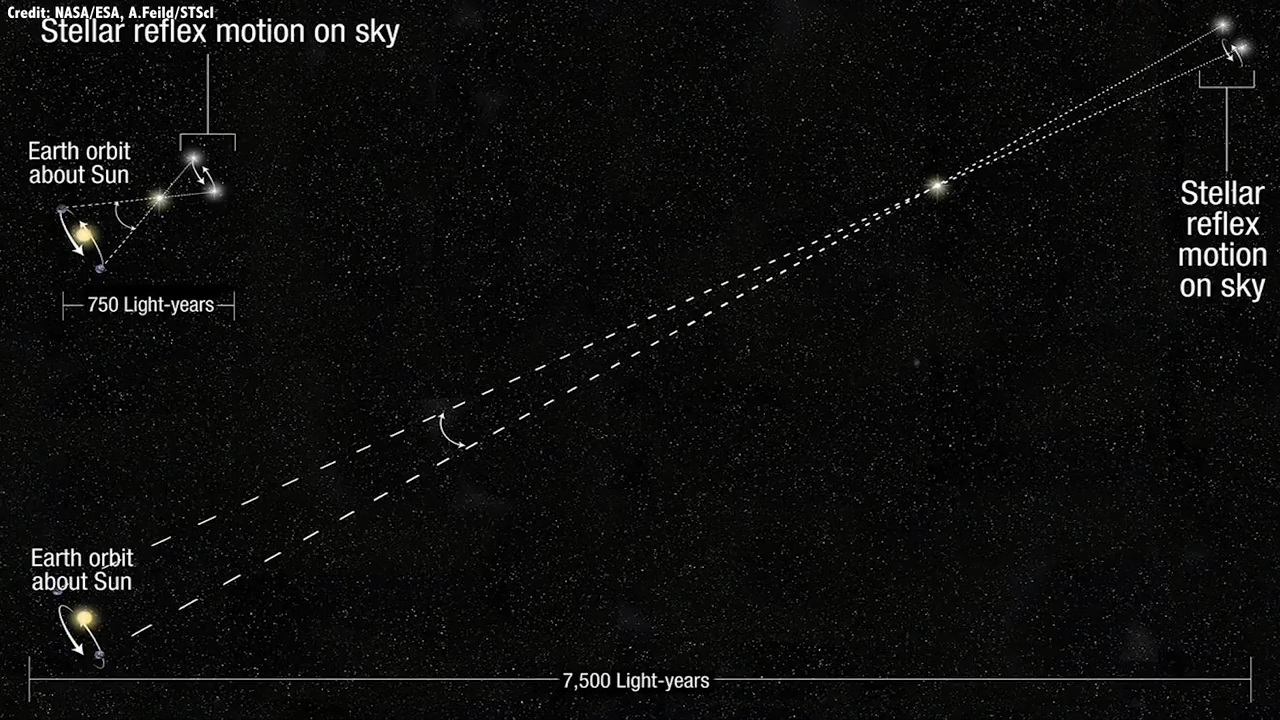 Credit: NASA/ESA, A.Feild/STScI
Stellar reflex motion on sky
Earth orbit
about Sun
750 Light-years
Stellar
reflex
motion
on sky
Earth orbit
about Sun
7,500 Light-years